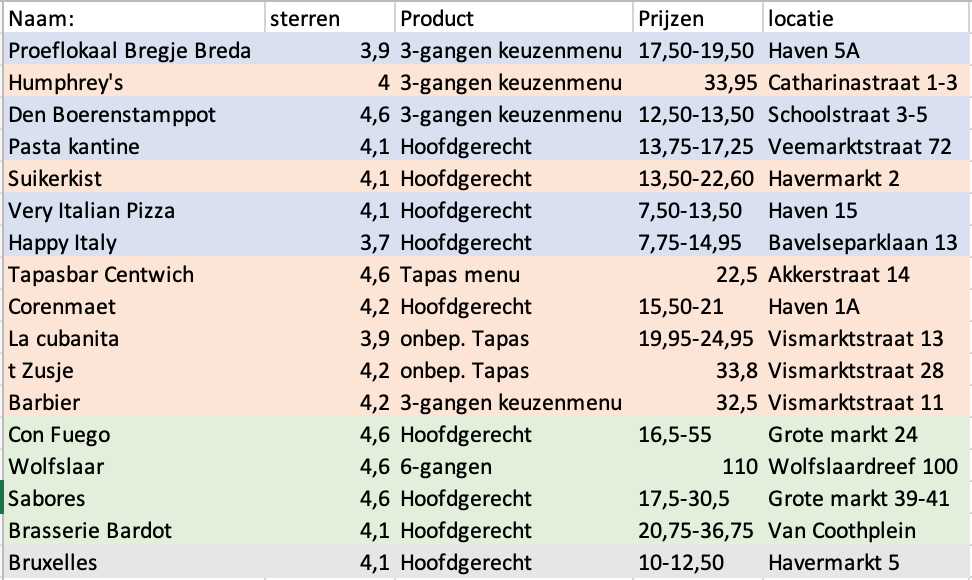 Naam: sterren Product Prijzen locatie
Proeflokaal Bregje Breda 3,9 3-gangen keuzenmenu 17,50-19,50 Haven 5A
Humphrey's 4 3-gangen keuzenmenu 33,95 Catharinastraat 1-3
Den Boerenstamppot 4,6 3-gangen keuzenmenu 12,50-13,50 Schoolstraat 3-5
Pasta kantine 4,1 Hoofdgerecht 13,75-17,25 Veemarktstraat 72
Suikerkist 4,1 Hoofdgerecht 13,50-22,60 Havermarkt 2
Very Italian Pizza 4,1 Hoofdgerecht 7,50-13,50 Haven 15
Happy Italy 3,7 Hoofdgerecht 7,75-14,95 Bavelseparklaan 13
Tapasbar Centwich 4,6 Tapas menu 22,5 Akkerstraat 14
Corenmaet 4,2 Hoofdgerecht 15,50-21 Haven 1A
La cubanita 3,9 onbep. Tapas 19,95-24,95 Vismarktstraat 13
t Zusje 4,2 onbep. Tapas 33,8 Vismarktstraat 28
Barbier 4,2 3-gangen keuzenmenu 32,5 Vismarktstraat 11
Con Fuego 4,6 Hoofdgerecht 16,5-55 Grote markt 24
Wolfslaar 4,6 6-gangen 110 Wolfslaardreef 100
Sabores 4,6 Hoofdgerecht 17,5-30,5 Grote markt 39-41
Brasserie Bardot 4,1 Hoofdgerecht 20,75-36,75 Van Coothplein
Bruxelles 4,1 Hoofdgerecht 10-12,50 Havermarkt 5